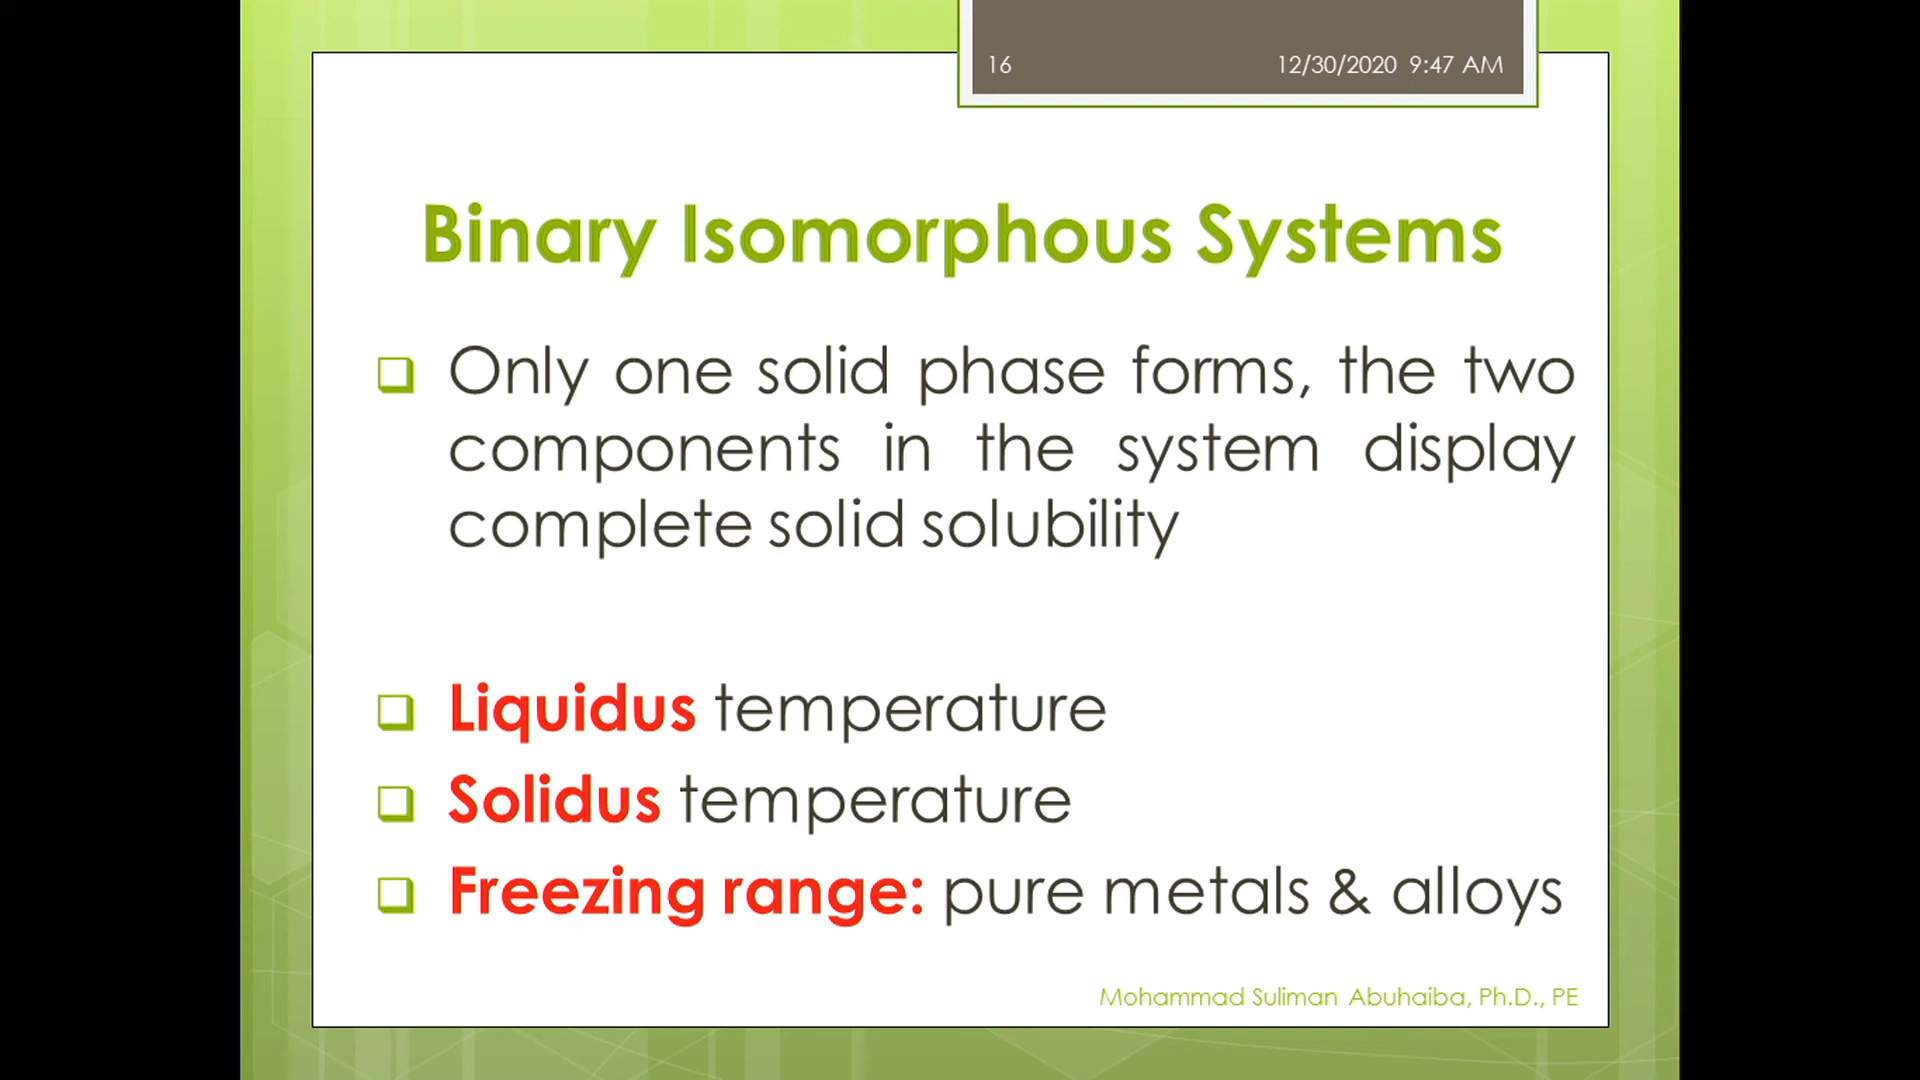 16 12/30/2020 9:47 AM
Binary Isomorphous Systems
Only one solid phase forms, the two
components in the system display
complete solid solubility
Liquidus temperature
Solidus temperature
Freezing range: pure metals & alloys
Mohammad Suliman Abuhaiba, Ph.D., PE